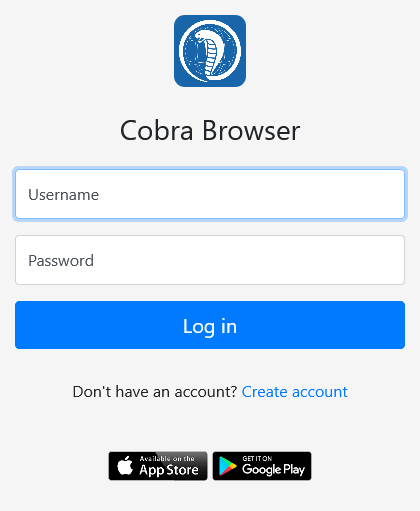 Cobra Browser
Username
Password
Log in
Don't have an account? Create account
Available on the
App Store
GET IT ON
Google Play